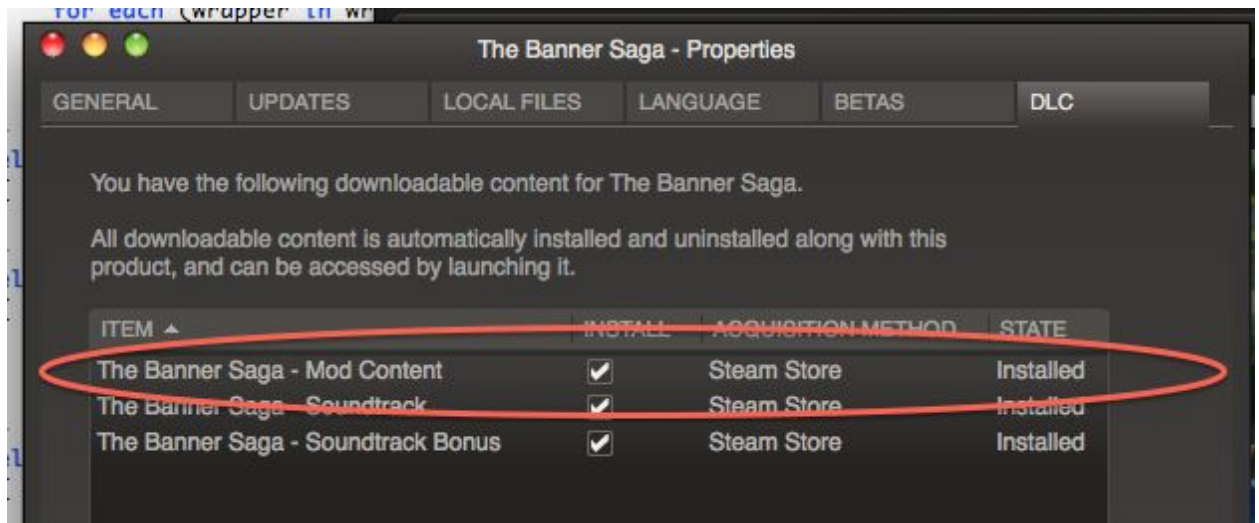 for each (wrapper in wr
The Banner Saga - Properties
GENERAL UPDATES LOCAL FILES LANGUAGE BETAS DLC
You have the following downloadable content for The Banner Saga.
All downloadable content is automatically installed and uninstalled along with this
product, and can be accessed by launching it.
ITEM INSTALL ACQUISITION METHOD STATE
The Banner Saga - Mod Content Steam Store Installed
The Banner Saga - Soundtrack Steam Store Installed
The Banner Saga - Soundtrack Bonus Steam Store Installed